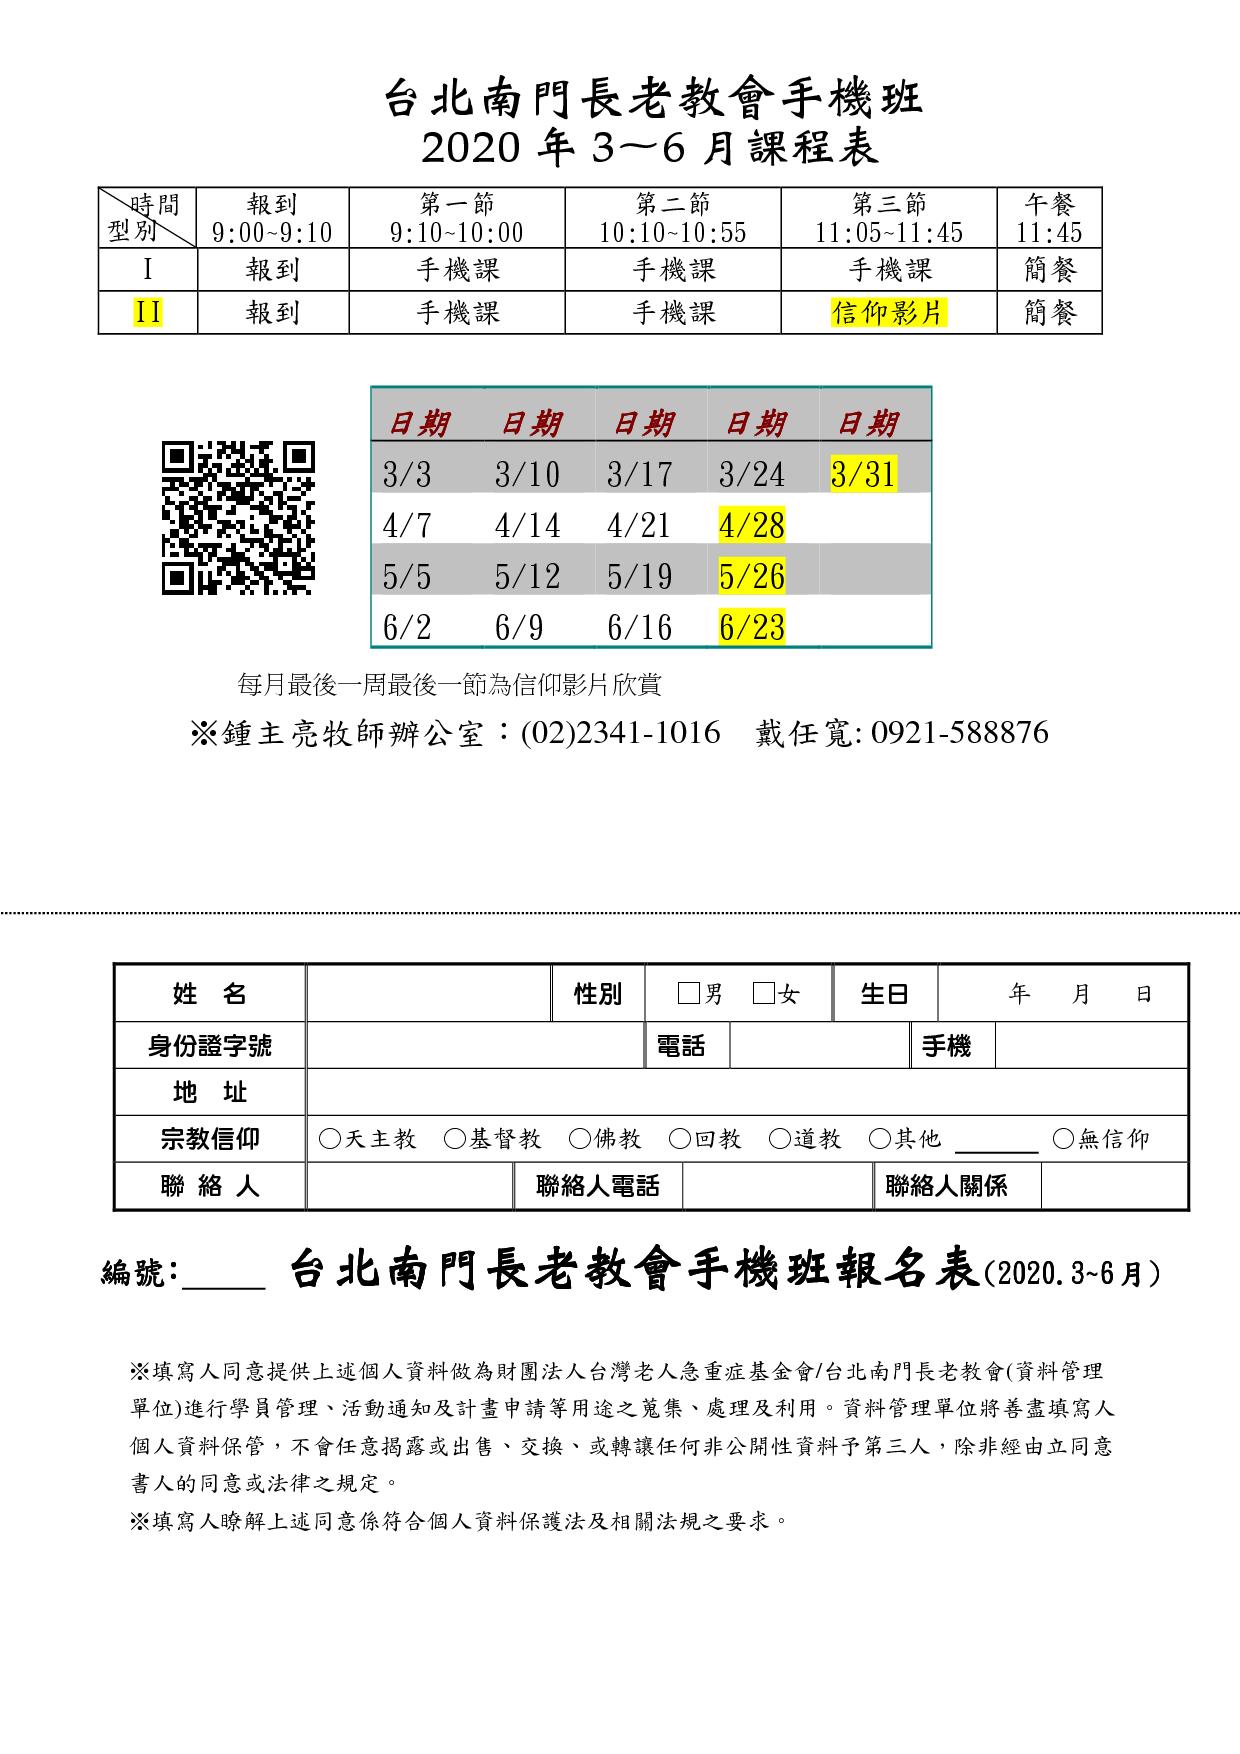 台北南門長老教會手機班
2020 年 3～6 月課程表
時間 報到 第一節 第二節 第三節 午餐
型別 9:00~9:10 9:10~10:00 10:10~10:55 11:05~11:45 11:45
I 報到 手機課 手機課 手機課 簡餐
II 報到 手機課 手機課 信仰影片 簡餐
日期 日期 日期 日期 日期
3/3 3/10 3/17 3/24 3/31
4/7 4/14 4/21 4/28
5/5 5/12 5/19 5/26
6/2 6/9 6/16 6/23
每月最後一周最後一節為信仰影片欣賞
※鍾主亮牧師辦公室：(02)2341-1016 戴任寬: 0921-588876
姓 名 性別 □男 □女 生日 年 月 日
身份證字號 電話 手機
地 址
宗教信仰 ○天主教 ○基督教 ○佛教 ○回教 ○道教 ○其他 ______ ○無信仰
聯 絡 人 聯絡人電話 聯絡人關係
編號:_____ 台北南門長老教會手機班報名表(2020.3~6月)
※填寫人同意提供上述個人資料做為財團法人台灣老人急重症基金會/台北南門長老教會(資料管理
單位)進行學員管理、活動通知及計畫申請等用途之蒐集、處理及利用。資料管理單位將善盡填寫人
個人資料保管，不會任意揭露或出售、交換、或轉讓任何非公開性資料予第三人，除非經由立同意
書人的同意或法律之規定。
※填寫人瞭解上述同意係符合個人資料保護法及相關法規之要求。